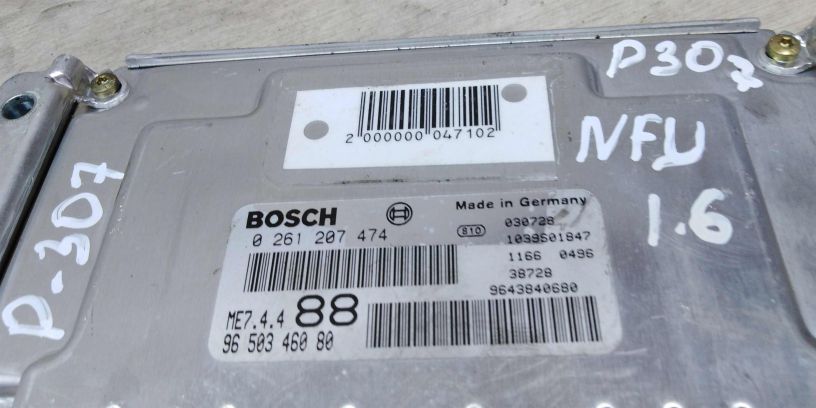 P307
NFU
1.6
P-307
2 000000 047102
BOSCH
Made in Germany
0 261 207 474
S10
030728
1039S01847
1166 0496
38728
9643840680
ME7.4.4 88
96 503 460 80